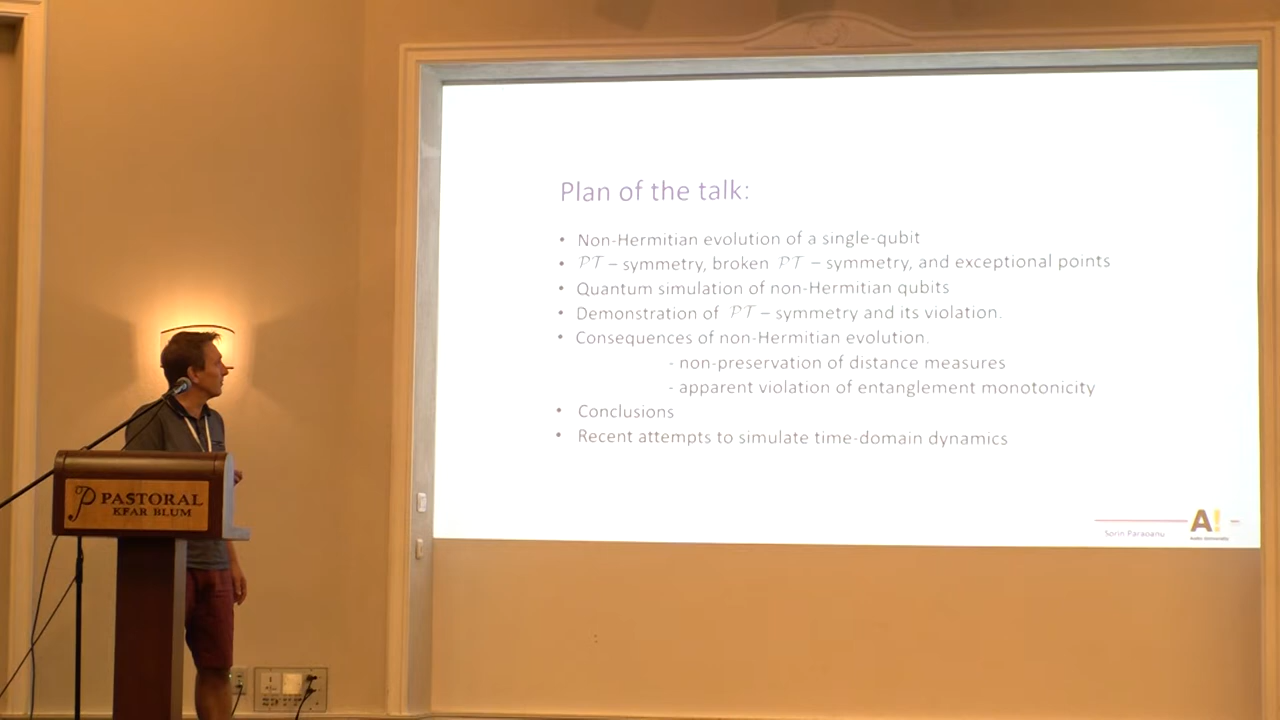 Plan of the talk:
• Non-Hermitian evolution of a single-qubit
• 𝒫𝒯 – symmetry, broken 𝒫𝒯 – symmetry, and exceptional points
• Quantum simulation of non-Hermitian qubits
• Demonstration of 𝒫𝒯 – symmetry and its violation.
• Consequences of non-Hermitian evolution.
- non-preservation of distance measures
- apparent violation of entanglement monotonicity
• Conclusions
• Recent attempts to simulate time-domain dynamics
Sorin Paraoanu
A!
Aalto University
P PASTORAL
KFAR BLUM